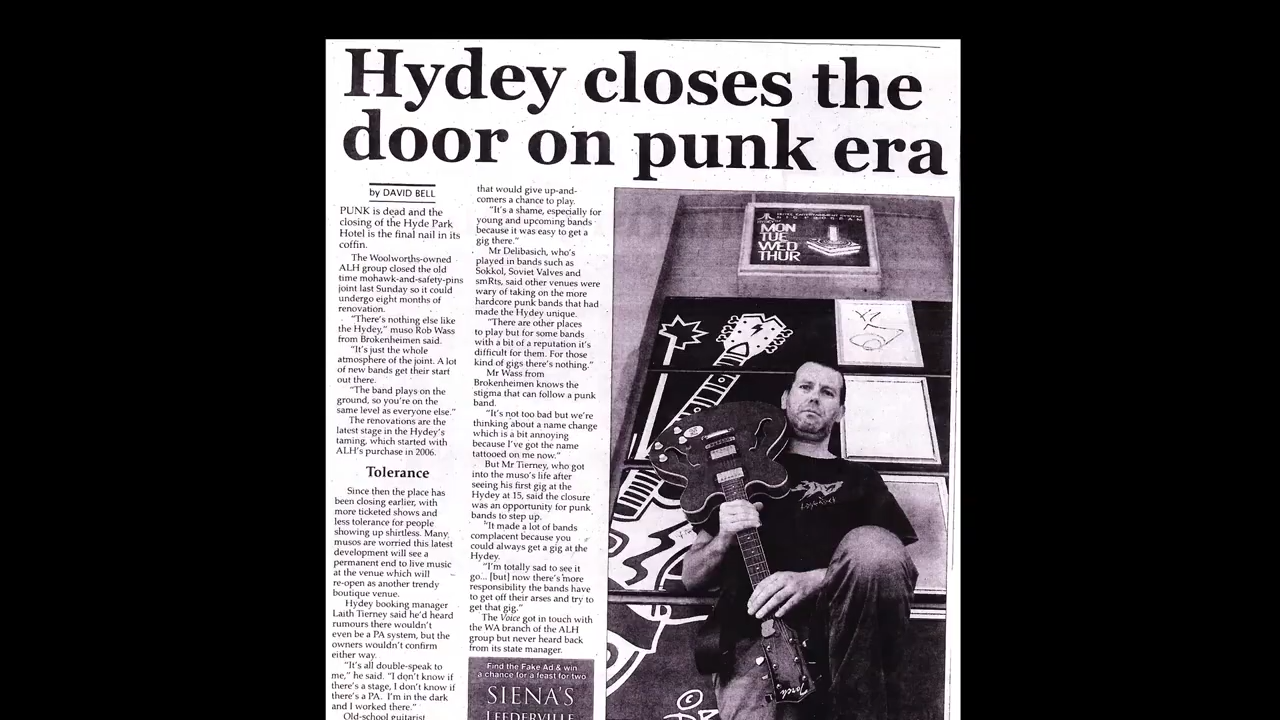 Hydey closes the
door on punk era
by DAVID BELL
PUNK is dead and the
closing of the Hyde Park
Hotel is the final nail in its
coffin.
The Woolworths-owned
ALH group closed the old
time mohawk-and-safety-pins
joint last Sunday so it could
undergo eight months of
renovation.
"There's nothing else like
the Hydey," muso Rob Wass
from Brokenheimen said.
"It's just the whole
atmosphere of the joint. A lot
of new bands get their start
out there.
"The band plays on the
ground, so you're on the
same level as everyone else."
The renovations are the
latest stage in the Hydey's
taming, which started with
ALH's purchase in 2006.
Tolerance
Since then the place has
been closing earlier, with
more ticketed shows and
less tolerance for people
showing up shirtless. Many
musos are worried this latest
development will see a
permanent end to live music
at the venue which will
re-open as another trendy
boutique venue.
Hydey booking manager
Laith Tierney said he'd heard
rumours there wouldn't
even be a PA system, but the
owners wouldn't confirm
either way.
"It's all double-speak to
me," he said. "I don't know if
there's a stage, I don't know if
there's a PA. I'm in the dark
and I worked there."
Old-school guitarist
that would give up-and-
comers a chance to play.
"It's a shame, especially for
young and upcoming bands
because it was easy to get a
gig there."
Mr Delibasich, who's
played in bands such as
Sokkol, Soviet Valves and
smRts, said other venues were
wary of taking on the more
hardcore punk bands that had
made the Hydey unique.
"There are other places
to play but for some bands
with a bit of a reputation it's
difficult for them. For those
kind of gigs there's nothing."
Mr Wass from
Brokenheimen knows the
stigma that can follow a punk
band.
"It's not too bad but we're
thinking about a name change
which is a bit annoying
because I've got the name
tattooed on me now."
But Mr Tierney, who got
into the muso's life after
seeing his first gig at the
Hydey at 15, said the closure
was an opportunity for punk
bands to step up.
"It made a lot of bands
complacent because you
could always get a gig at the
Hydey.
"I'm totally sad to see it
go... [but] now there's more
responsibility the bands have
to get off their arses and try to
get that gig."
The Voice got in touch with
the WA branch of the ALH
group but never heard back
from its state manager.
Find the Fake Ad & win
a chance for a feast for two
SIENA'S
LEEDERVILLE
MON
TUE
WED
THUR